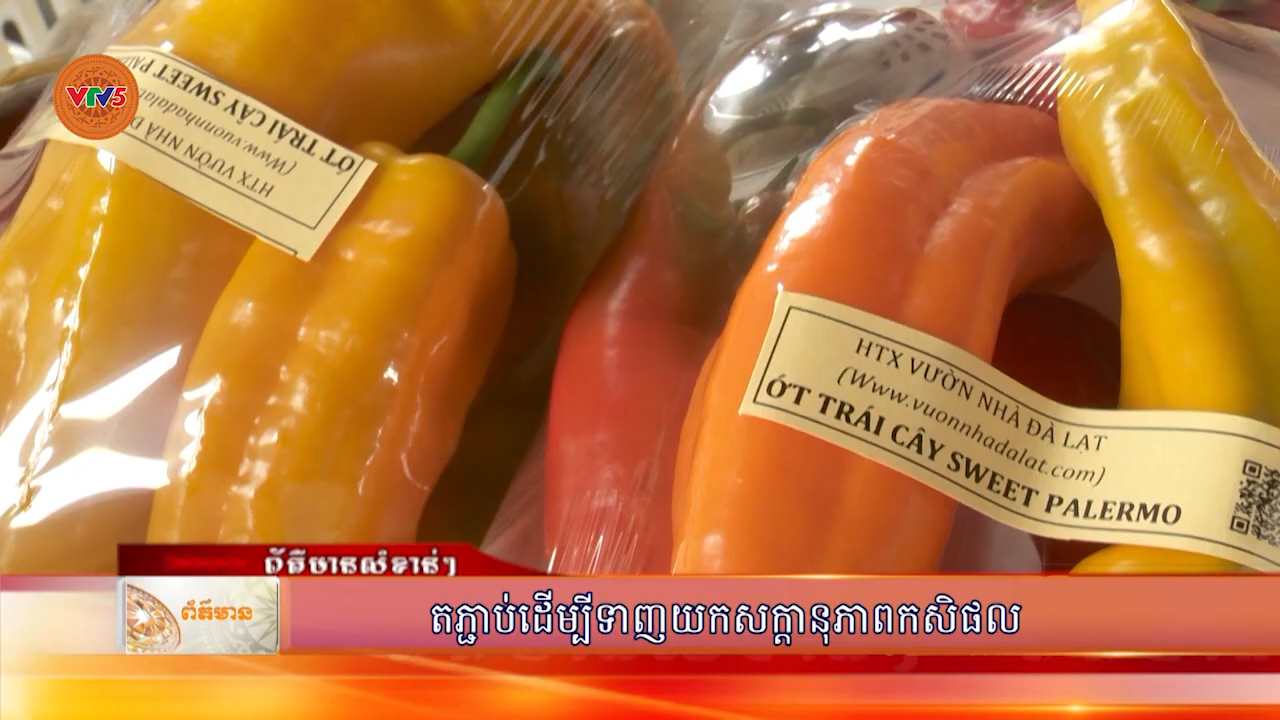 VTV5
ỚT TRÁI CÂY SWEET
(Www.vuonnhadalat
HTX VƯỜN NHÀ
HTX VƯỜN NHÀ ĐÀ LẠT
(Www.vuonnhadalat.com)
ỚT TRÁI CÂY SWEET PALERMO
ព័ត៌មានសំខាន់ៗ
ព័ត៌មាន
តភ្ជាប់ដើម្បីទាញយកសក្តានុភាពកសិផល